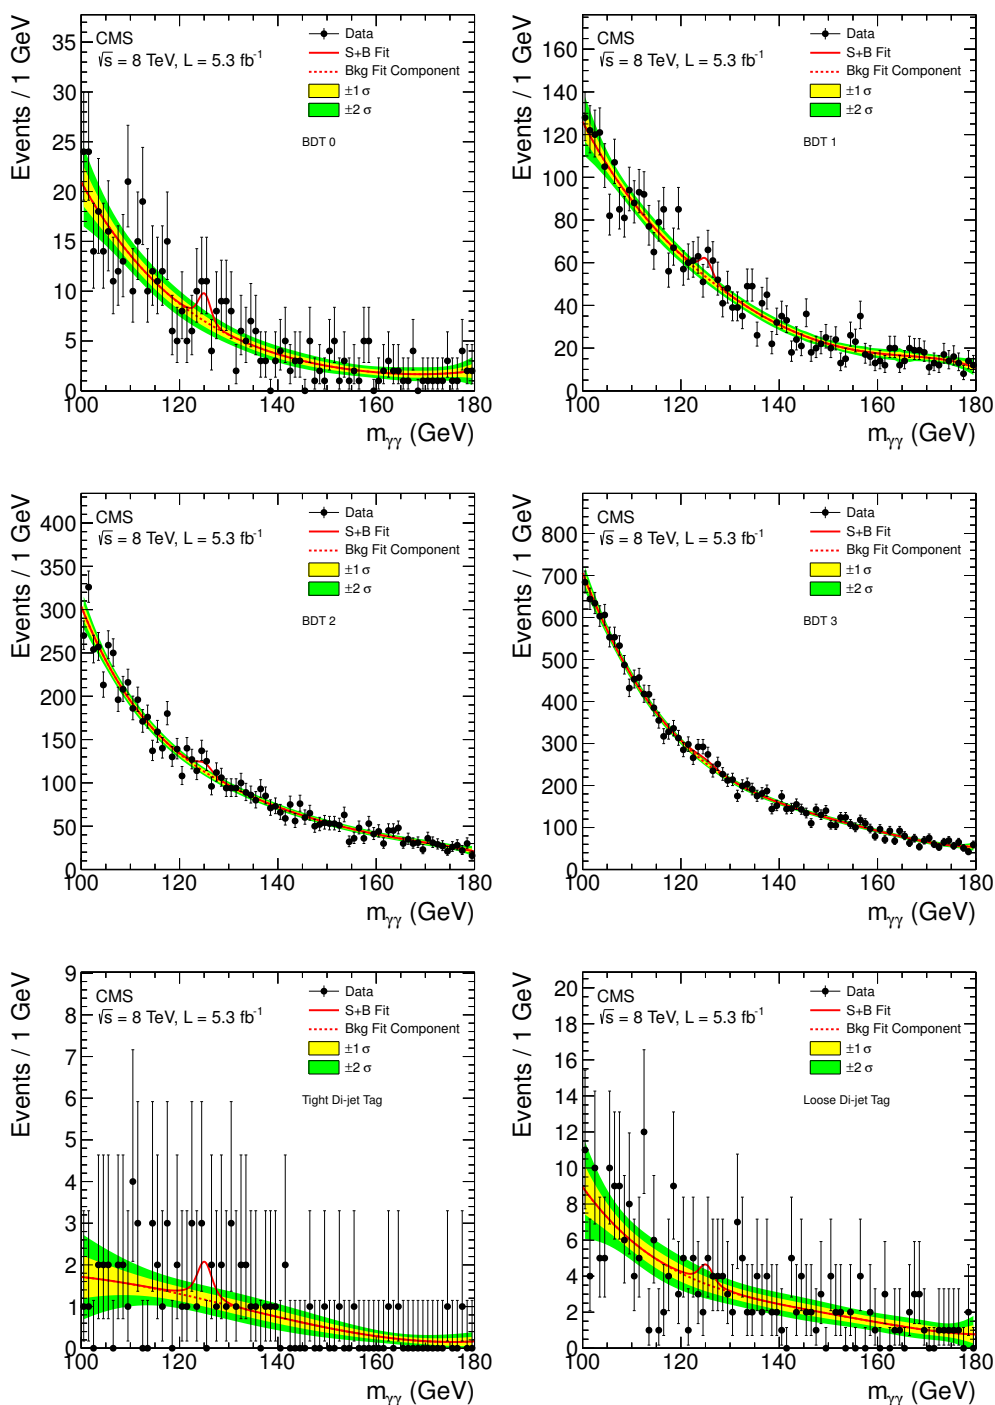 Events / 1 GeV
35
30
25
20
15
10
5
0
CMS
√s = 8 TeV, L = 5.3 fb⁻¹
Data
S+B Fit
Bkg Fit Component
±1 σ
±2 σ
BDT 0
100 120 140 160 180
mγγ (GeV)
Events / 1 GeV
160
140
120
100
80
60
40
20
0
CMS
√s = 8 TeV, L = 5.3 fb⁻¹
Data
S+B Fit
Bkg Fit Component
±1 σ
±2 σ
BDT 1
100 120 140 160 180
mγγ (GeV)
Events / 1 GeV
400
350
300
250
200
150
100
50
0
CMS
√s = 8 TeV, L = 5.3 fb⁻¹
Data
S+B Fit
Bkg Fit Component
±1 σ
±2 σ
BDT 2
100 120 140 160 180
mγγ (GeV)
Events / 1 GeV
800
700
600
500
400
300
200
100
0
CMS
√s = 8 TeV, L = 5.3 fb⁻¹
Data
S+B Fit
Bkg Fit Component
±1 σ
±2 σ
BDT 3
100 120 140 160 180
mγγ (GeV)
Events / 1 GeV
9
8
7
6
5
4
3
2
1
0
CMS
√s = 8 TeV, L = 5.3 fb⁻¹
Data
S+B Fit
Bkg Fit Component
±1 σ
±2 σ
Tight Di-jet Tag
100 120 140 160 180
mγγ (GeV)
Events / 1 GeV
20
18
16
14
12
10
8
6
4
2
0
CMS
√s = 8 TeV, L = 5.3 fb⁻¹
Data
S+B Fit
Bkg Fit Component
±1 σ
±2 σ
Loose Di-jet Tag
100 120 140 160 180
mγγ (GeV)